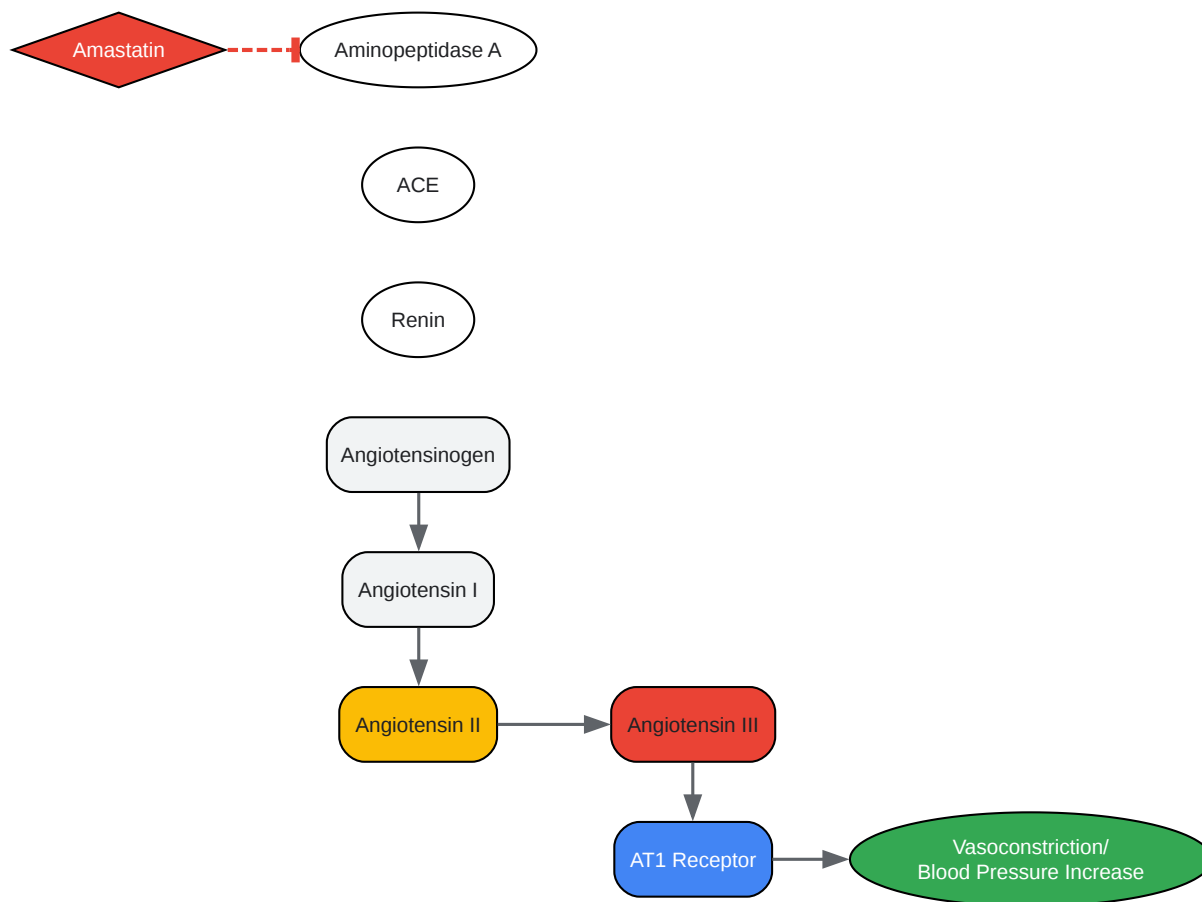 Amastatin
Aminopeptidase A
ACE
Renin
Angiotensinogen
Angiotensin I
Angiotensin II
Angiotensin III
AT1 Receptor
Vasoconstriction/
Blood Pressure Increase